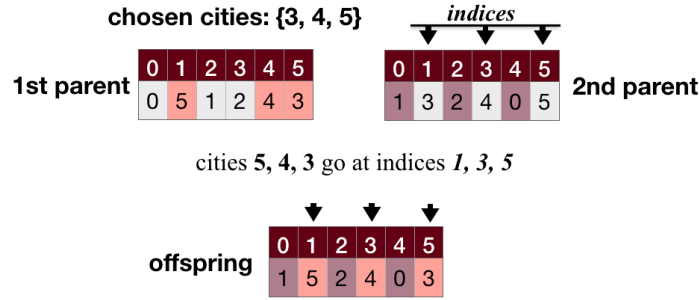 chosen cities: {3, 4, 5}
indices
0 1 2 3 4 5
0 1 2 3 4 5
1st parent
0 5 1 2 4 3
1 3 2 4 0 5
2nd parent
cities 5, 4, 3 go at indices 1, 3, 5
0 1 2 3 4 5
offspring
1 5 2 4 0 3